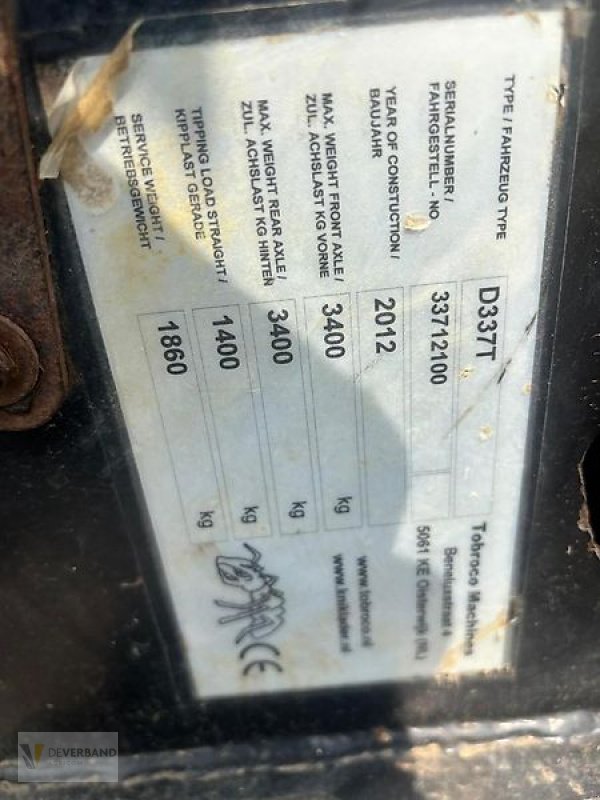 TYPE / FAHRZEUG TYPE
D337T
SERIALNUMBER /
FAHRGESTELL - NO
33712100
YEAR OF CONSTUCTION /
BAUJAHR
2012
MAX. WEIGHT FRONT AXLE /
ZUL. ACHSLAST KG VORNE
3400 kg
MAX. WEIGHT REAR AXLE /
ZUL. ACHSLAST KG HINTEN
3400 kg
TIPPING LOAD STRAIGHT /
KIPPLAST GERADE
1400 kg
SERVICE WEIGHT /
BETRIEBSGEWICHT
1860 kg
Tobroco Machines
Beneluxstraat
5061 KE Oisterwijk (NL)
www.tobroco.nl
www.kniklader.nl
CE
DEVERBAND